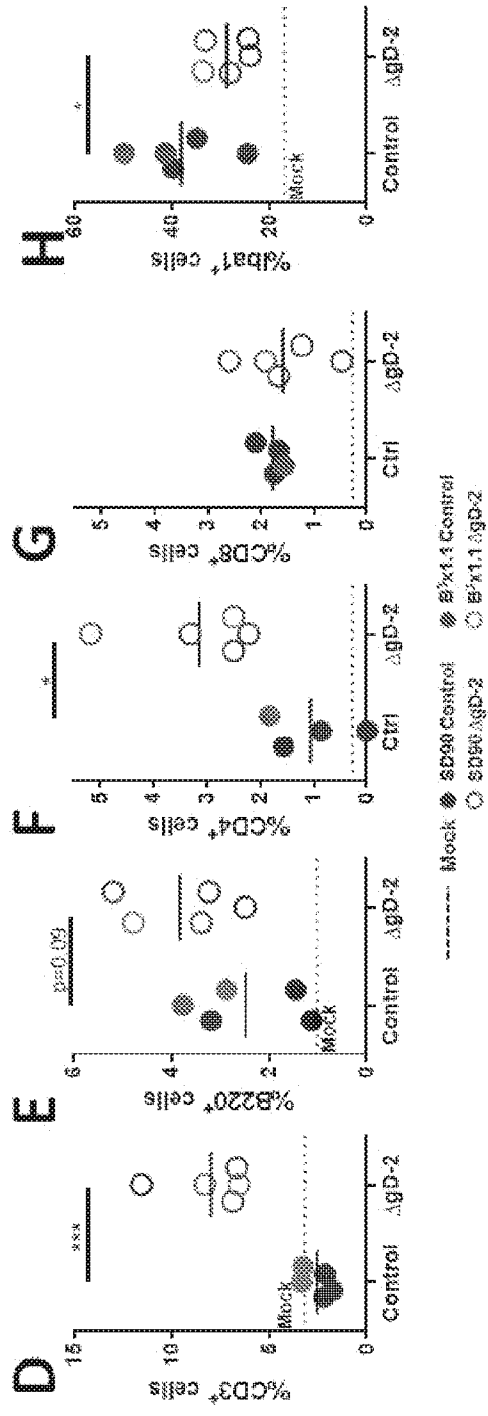 D
***
15
10
5
0
%CD3⁺ cells
Mock
Control
ΔgD-2
E
p=0.09
6
4
2
0
%B220⁺ cells
Mock
Control
ΔgD-2
F
*
5
4
3
2
1
0
%CD4⁺ cells
Ctrl
ΔgD-2
G
5
4
3
2
1
0
%CD8⁺ cells
Ctrl
ΔgD-2
H
*
60
40
20
0
%Iba1⁺ cells
Mock
Control
ΔgD-2
Mock
SD90 Control
B³x1.1 Control
SD90 ΔgD-2
B³x1.1 ΔgD-2